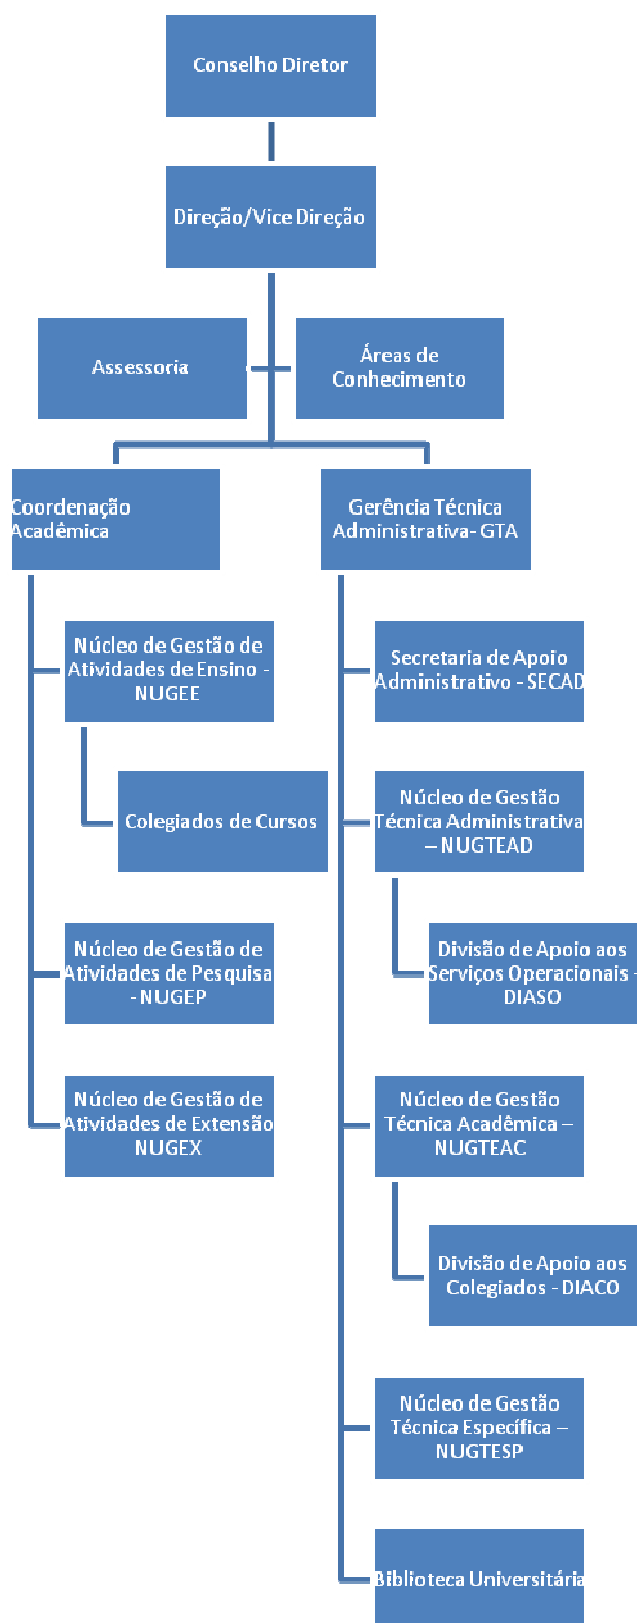 Conselho Diretor
Direção/Vice Direção
Assessoria
Áreas de
Conhecimento
Coordenação
Acadêmica
Gerência Técnica
Administrativa- GTA
Núcleo de Gestão de
Atividades de Ensino -
NUGEE
Colegiados de Cursos
Núcleo de Gestão de
Atividades de Pesquisa
- NUGEP
Núcleo de Gestão de
Atividades de Extensão
NUGEX
Secretaria de Apoio
Administrativo - SECAD
Núcleo de Gestão
Técnica Administrativa
– NUGTEAD
Divisão de Apoio aos
Serviços Operacionais -
DIASO
Núcleo de Gestão
Técnica Acadêmica –
NUGTEAC
Divisão de Apoio aos
Colegiados - DIACO
Núcleo de Gestão
Técnica Específica –
NUGTESP
Biblioteca Universitária